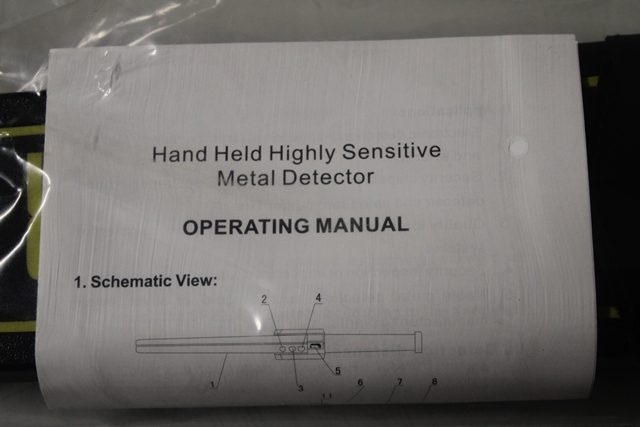 Hand Held Highly Sensitive
Metal Detector
OPERATING MANUAL
1. Schematic View:
2
4
1
3
5
11
6
7
8